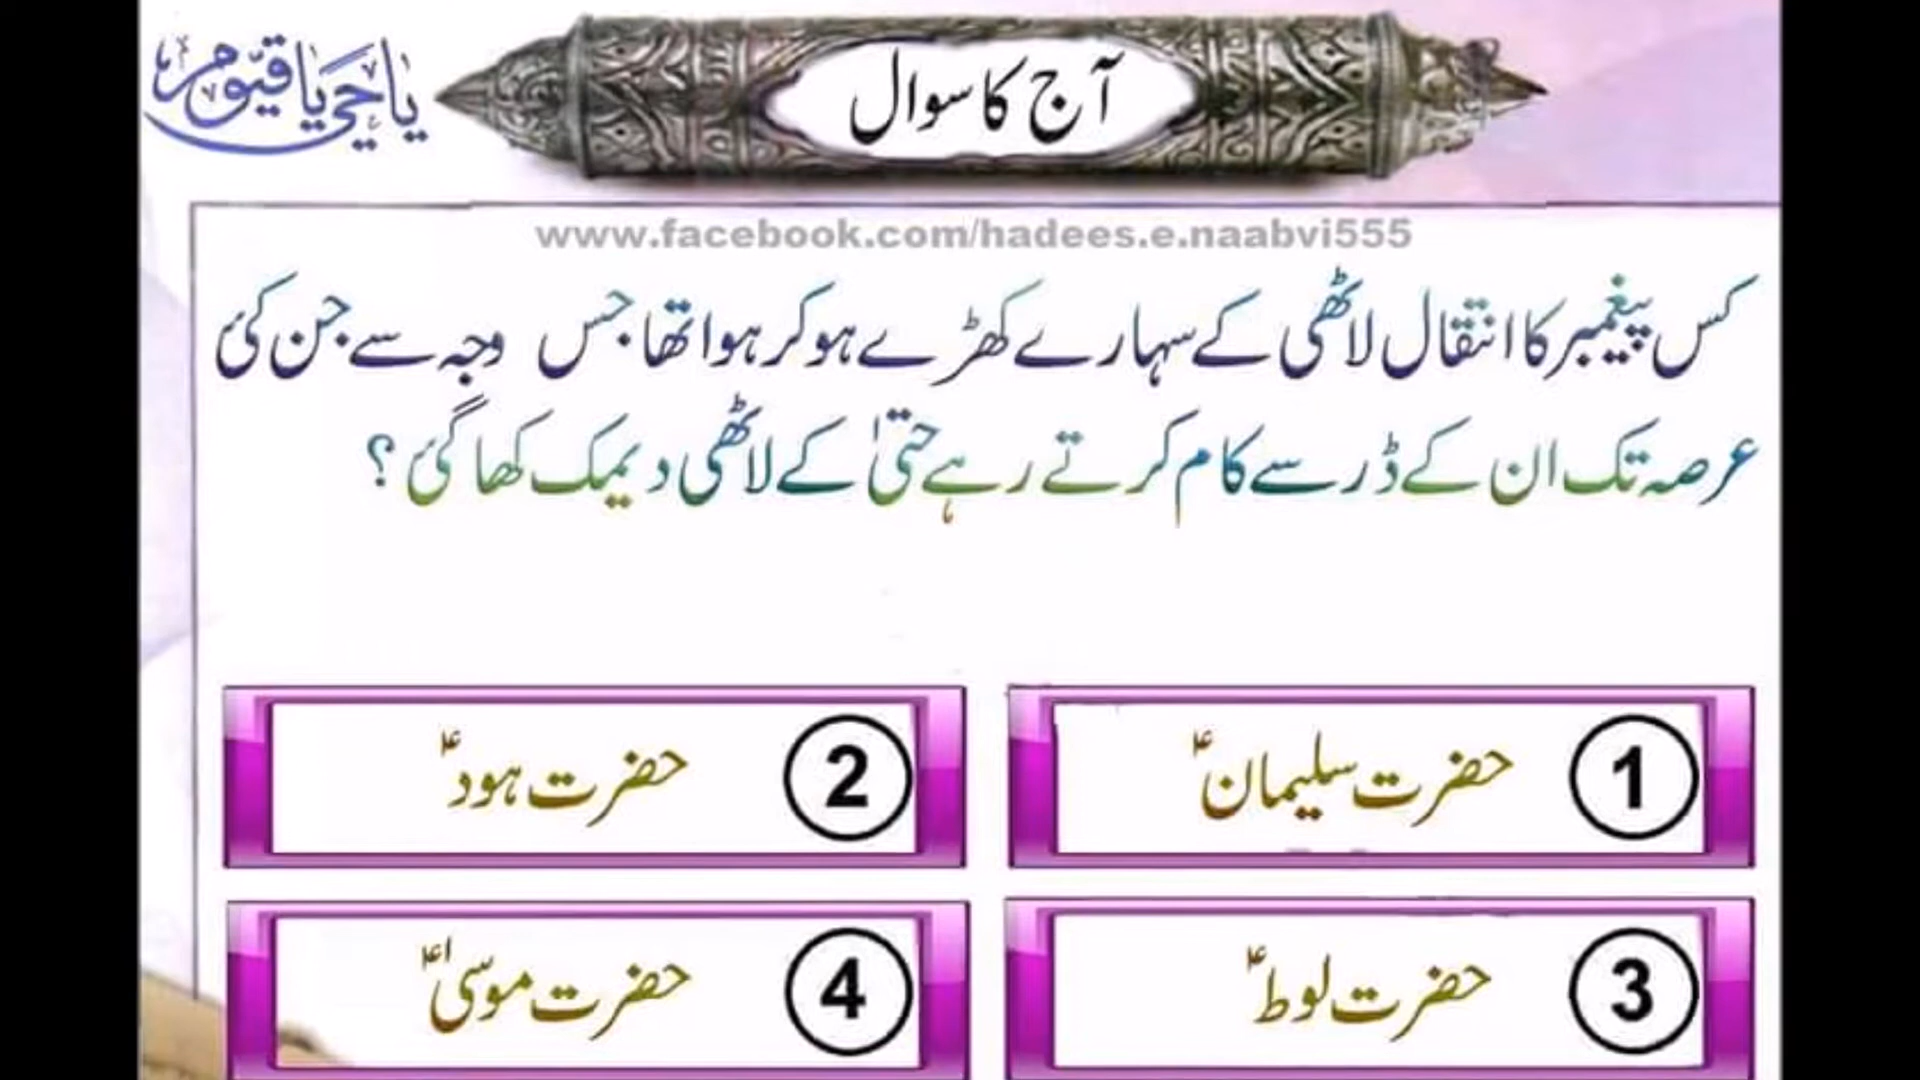 یا حی یا قیوم
آج کا سوال
www.facebook.com/hadees.e.naabvi555
کس پیغمبر کا انتقال لاٹھی کے سہارے کھڑے ہو کر ہوا تھا جس وجہ سے جن کئ
عرصہ تک ان کے ڈر سے کام کرتے رہے حتیٰ کے لاٹھی دیمک کھا گئ ؟
1 حضرت سلیمانؑ
2 حضرت ہودؑ
3 حضرت لوطؑ
4 حضرت موسیٰؑ